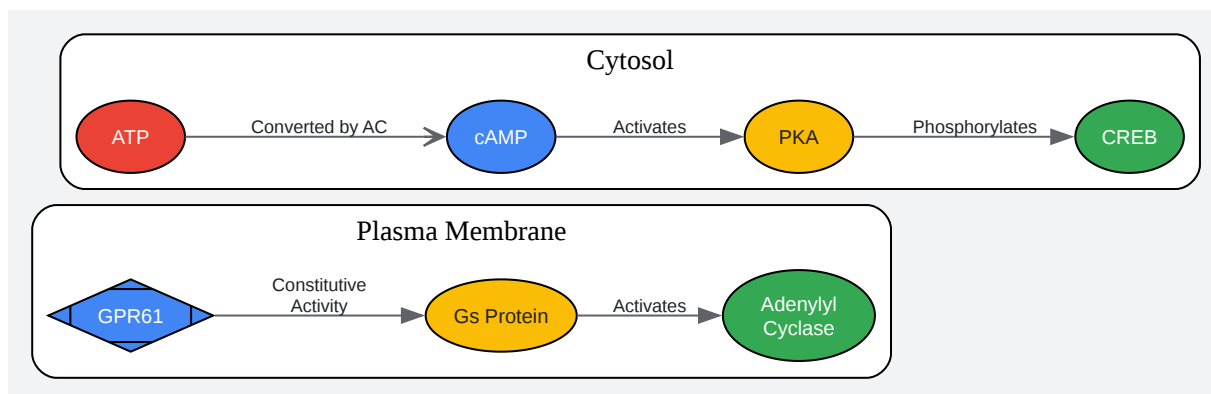 Cytosol
ATP
Converted by AC
cAMP
Activates
PKA
Phosphorylates
CREB
Plasma Membrane
GPR61
Constitutive
Activity
Gs Protein
Activates
Adenylyl
Cyclase